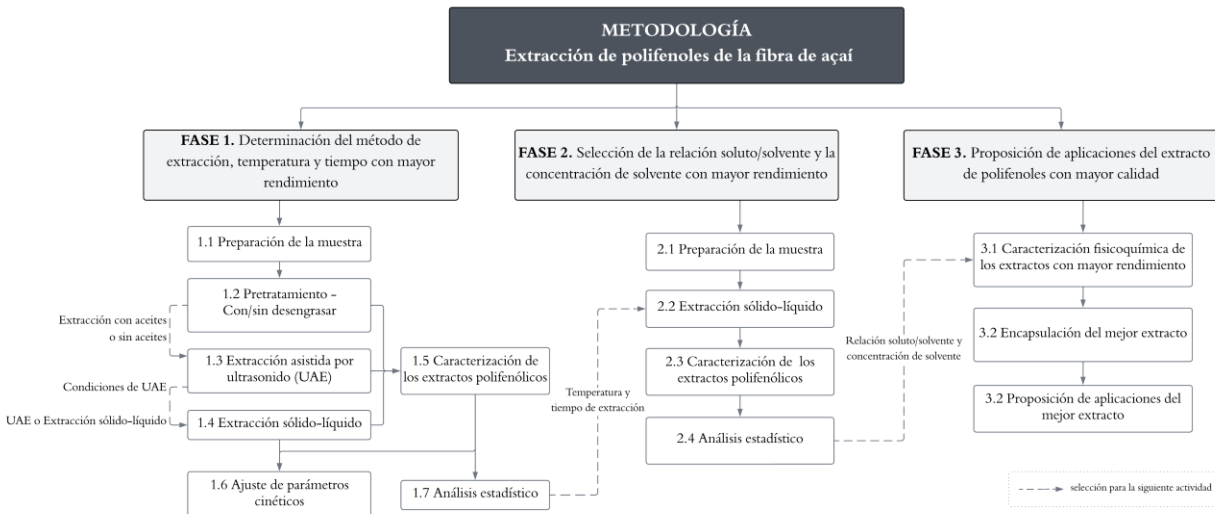 METODOLOGÍA
Extracción de polifenoles de la fibra de açaí
FASE 1. Determinación del método de
extracción, temperatura y tiempo con mayor
rendimiento
1.1 Preparación de la muestra
1.2 Pretratamiento -
Con/sin desengrasar
Extracción con aceites
o sin aceites
1.3 Extracción asistida por
ultrasonido (UAE)
Condiciones de UAE
UAE o Extracción sólido-líquido
1.4 Extracción sólido-líquido
1.5 Caracterización de
los extractos polifenólicos
1.6 Ajuste de parámetros
cinéticos
1.7 Análisis estadístico
Temperatura y
tiempo de extracción
FASE 2. Selección de la relación soluto/solvente y la
concentración de solvente con mayor rendimiento
2.1 Preparación de la muestra
2.2 Extracción sólido-líquido
2.3 Caracterización de los
extractos polifenólicos
2.4 Análisis estadístico
Relación soluto/solvente y
concentración de solvente
FASE 3. Proposición de aplicaciones del extracto
de polifenoles con mayor calidad
3.1 Caracterización fisicoquímica de
los extractos con mayor rendimiento
3.2 Encapsulación del mejor extracto
3.2 Proposición de aplicaciones del
mejor extracto
selección para la siguiente actividad